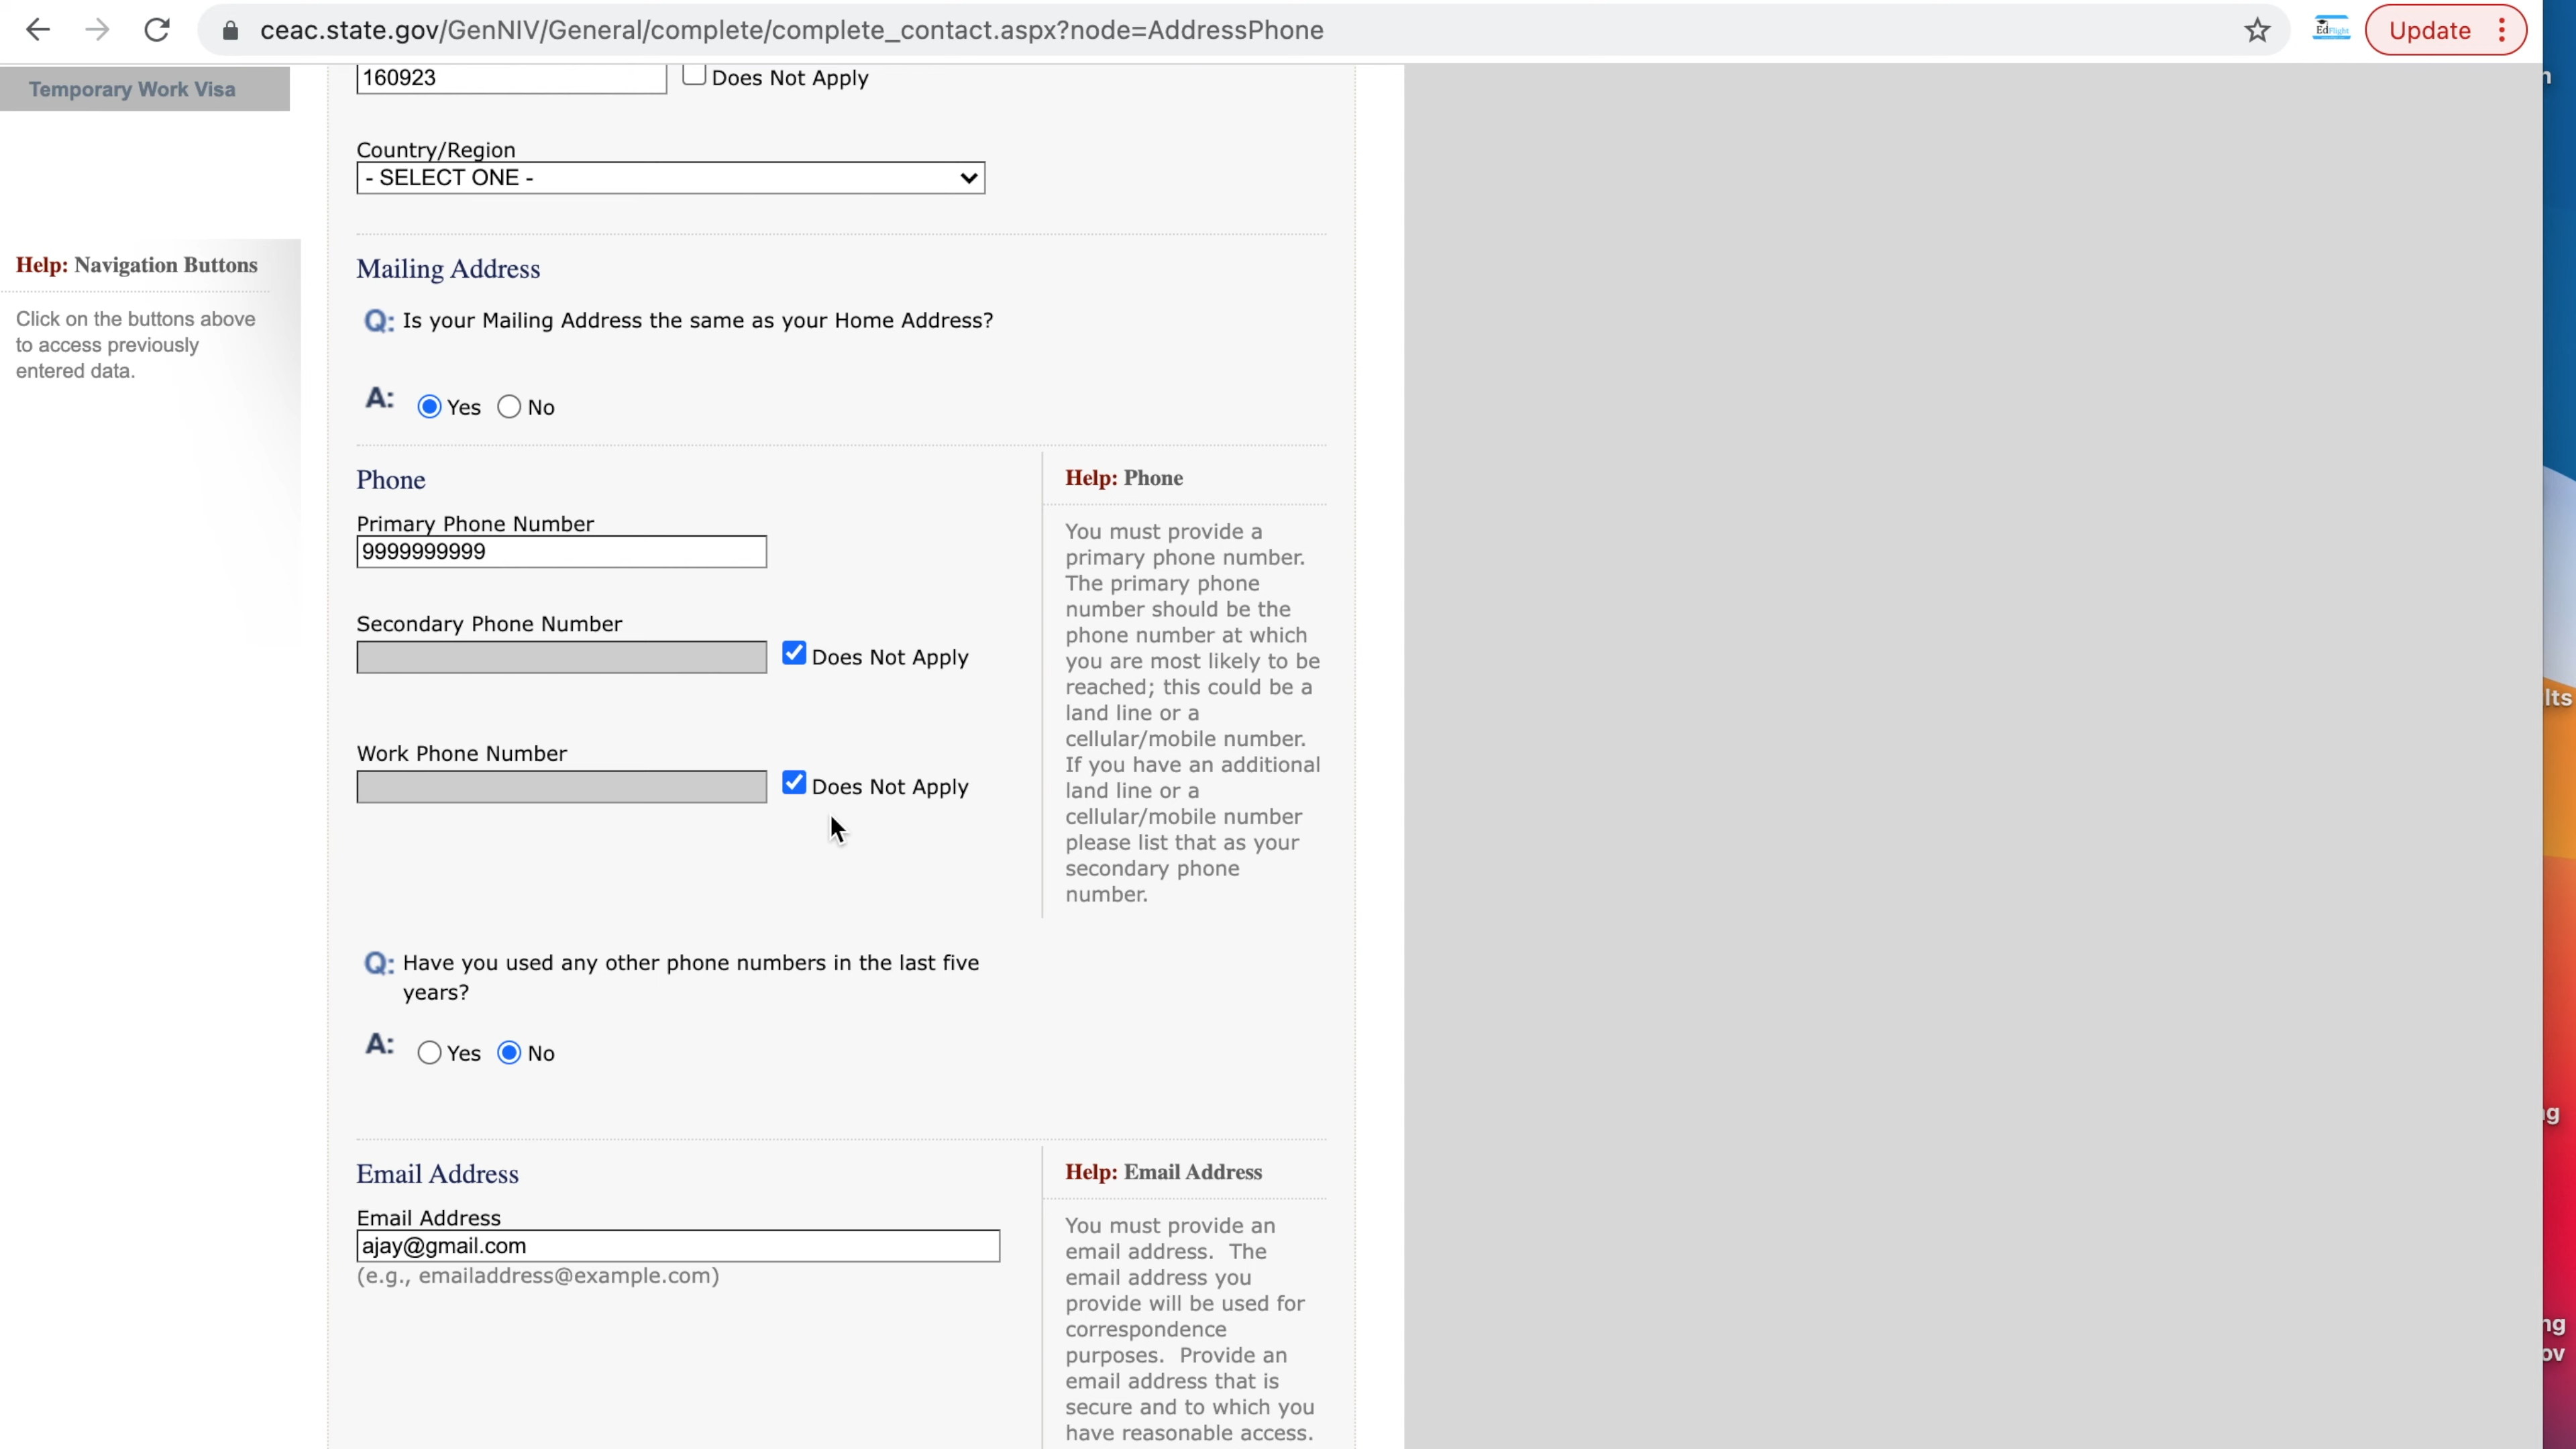 ceac.state.gov/GenNIV/General/complete/complete_contact.aspx?node=AddressPhone
EdFlight
Update
Temporary Work Visa
160923
Does Not Apply
Country/Region
- SELECT ONE -
Help: Navigation Buttons
Click on the buttons above
to access previously
entered data.
Mailing Address
Q: Is your Mailing Address the same as your Home Address?
A: Yes No
Phone
Primary Phone Number
9999999999
Secondary Phone Number
Does Not Apply
Work Phone Number
Does Not Apply
Help: Phone
You must provide a
primary phone number.
The primary phone
number should be the
phone number at which
you are most likely to be
reached; this could be a
land line or a
cellular/mobile number.
If you have an additional
land line or a
cellular/mobile number
please list that as your
secondary phone
number.
Q: Have you used any other phone numbers in the last five
years?
A: Yes No
Email Address
Email Address
ajay@gmail.com
(e.g., emailaddress@example.com)
Help: Email Address
You must provide an
email address. The
email address you
provide will be used for
correspondence
purposes. Provide an
email address that is
secure and to which you
have reasonable access.
lts